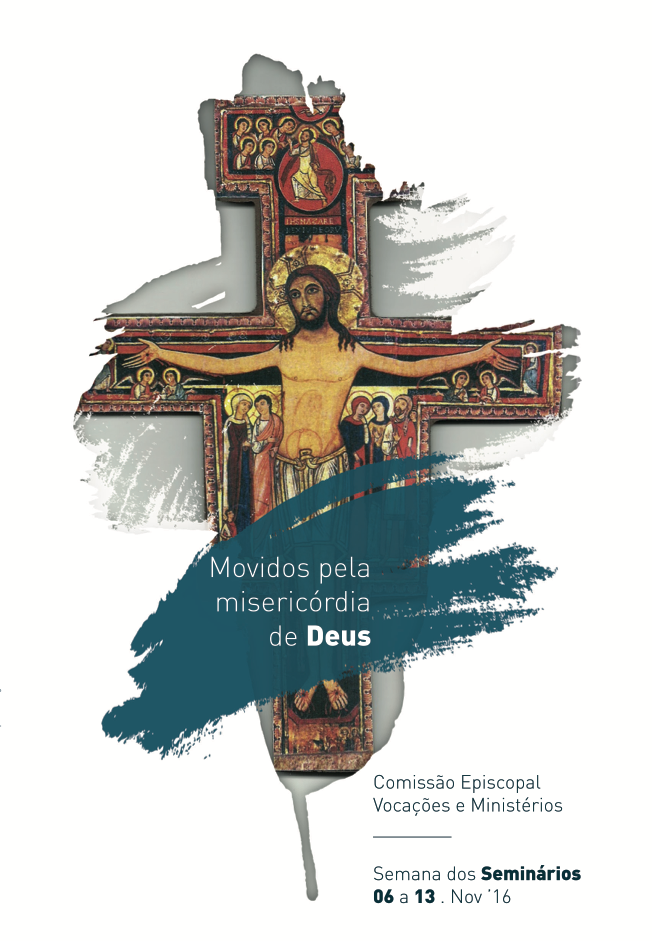 Movidos pela
misericórdia
de Deus
Comissão Episcopal
Vocações e Ministérios
Semana dos Seminários
06 a 13 . Nov '16